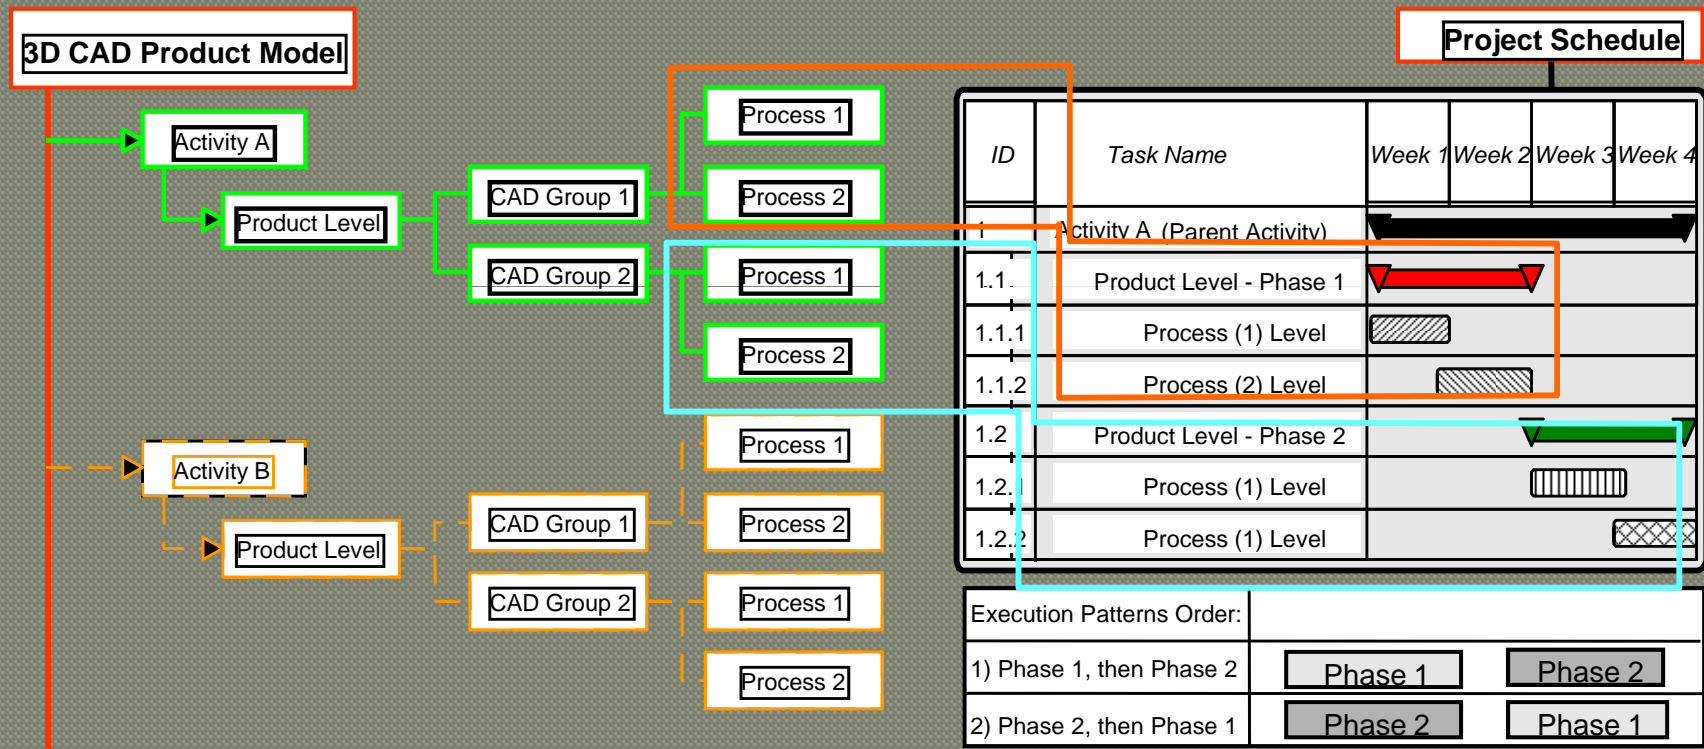 3D CAD Product Model
Activity A
Product Level
CAD Group 1
Process 1
Process 2
CAD Group 2
Process 1
Process 2
Activity B
Product Level
CAD Group 1
Process 1
Process 2
CAD Group 2
Process 1
Process 2
Project Schedule
ID Task Name Week 1 Week 2 Week 3 Week 4
1 Activity A (Parent Activity)
1.1 Product Level - Phase 1
1.1.1 Process (1) Level
1.1.2 Process (2) Level
1.2 Product Level - Phase 2
1.2.1 Process (1) Level
1.2.2 Process (1) Level
Execution Patterns Order:
1) Phase 1, then Phase 2 Phase 1 Phase 2
2) Phase 2, then Phase 1 Phase 2 Phase 1